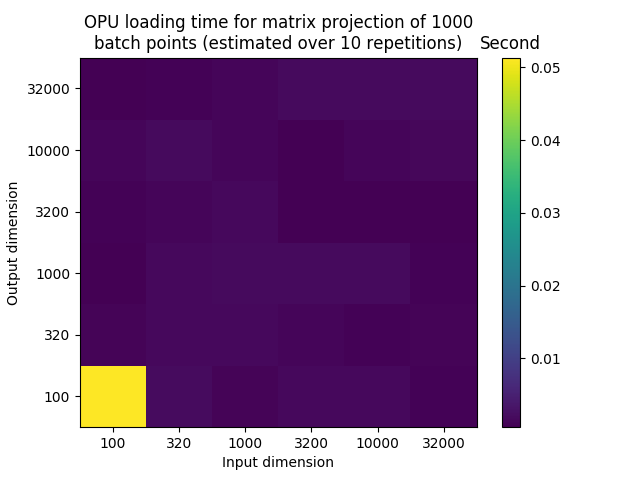 OPU loading time for matrix projection of 1000
batch points (estimated over 10 repetitions)
Second
0.05
0.04
0.03
0.02
0.01
Output dimension
32000
10000
3200
1000
320
100
100 320 1000 3200 10000 32000
Input dimension